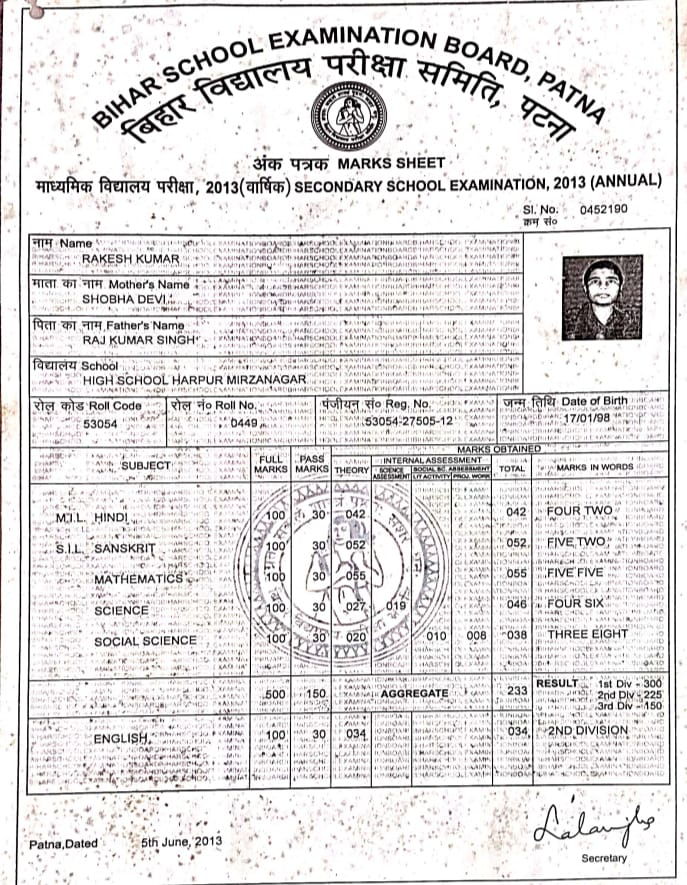 BIHAR SCHOOL EXAMINATION BOARD, PATNA
बिहार विद्यालय परीक्षा समिति, पटना
अंक पत्रक MARKS SHEET
माध्यमिक विद्यालय परीक्षा, 2013(वार्षिक) SECONDARY SCHOOL EXAMINATION, 2013 (ANNUAL)
Sl. No. 0452190
क्रम सं०
नाम Name
RAKESH KUMAR
माता का नाम Mother's Name
SHOBHA DEVI
पिता का नाम Father's Name
RAJ KUMAR SINGH
विद्यालय School
HIGH SCHOOL HARPUR MIRZANAGAR
रोल कोड Roll Code रोल नं० Roll No. पंजीयन सं० Reg. No. जन्म तिथि Date of Birth
53054 0449 53054-27505-12 17/01/98
MARKS OBTAINED
SUBJECT FULL MARKS PASS MARKS THEORY INTERNAL ASSESSMENT TOTAL MARKS IN WORDS
SCIENCE ASSESSMENT SOCIAL SC. ASSESSMENT
LIT ACTIVITY PROJ. WORK
M.I.L. HINDI 100 30 042 042 FOUR TWO
S.I.L. SANSKRIT 100 30 052 052 FIVE TWO
MATHEMATICS 100 30 055 055 FIVE FIVE
SCIENCE 100 30 027 019 046 FOUR SIX
SOCIAL SCIENCE 100 30 020 010 008 038 THREE EIGHT
500 150 AGGREGATE 233 RESULT 1st Div - 300
2nd Div - 225
3rd Div - 150
ENGLISH 100 30 034 034 2ND DIVISION
Patna,Dated 5th June, 2013
Secretary